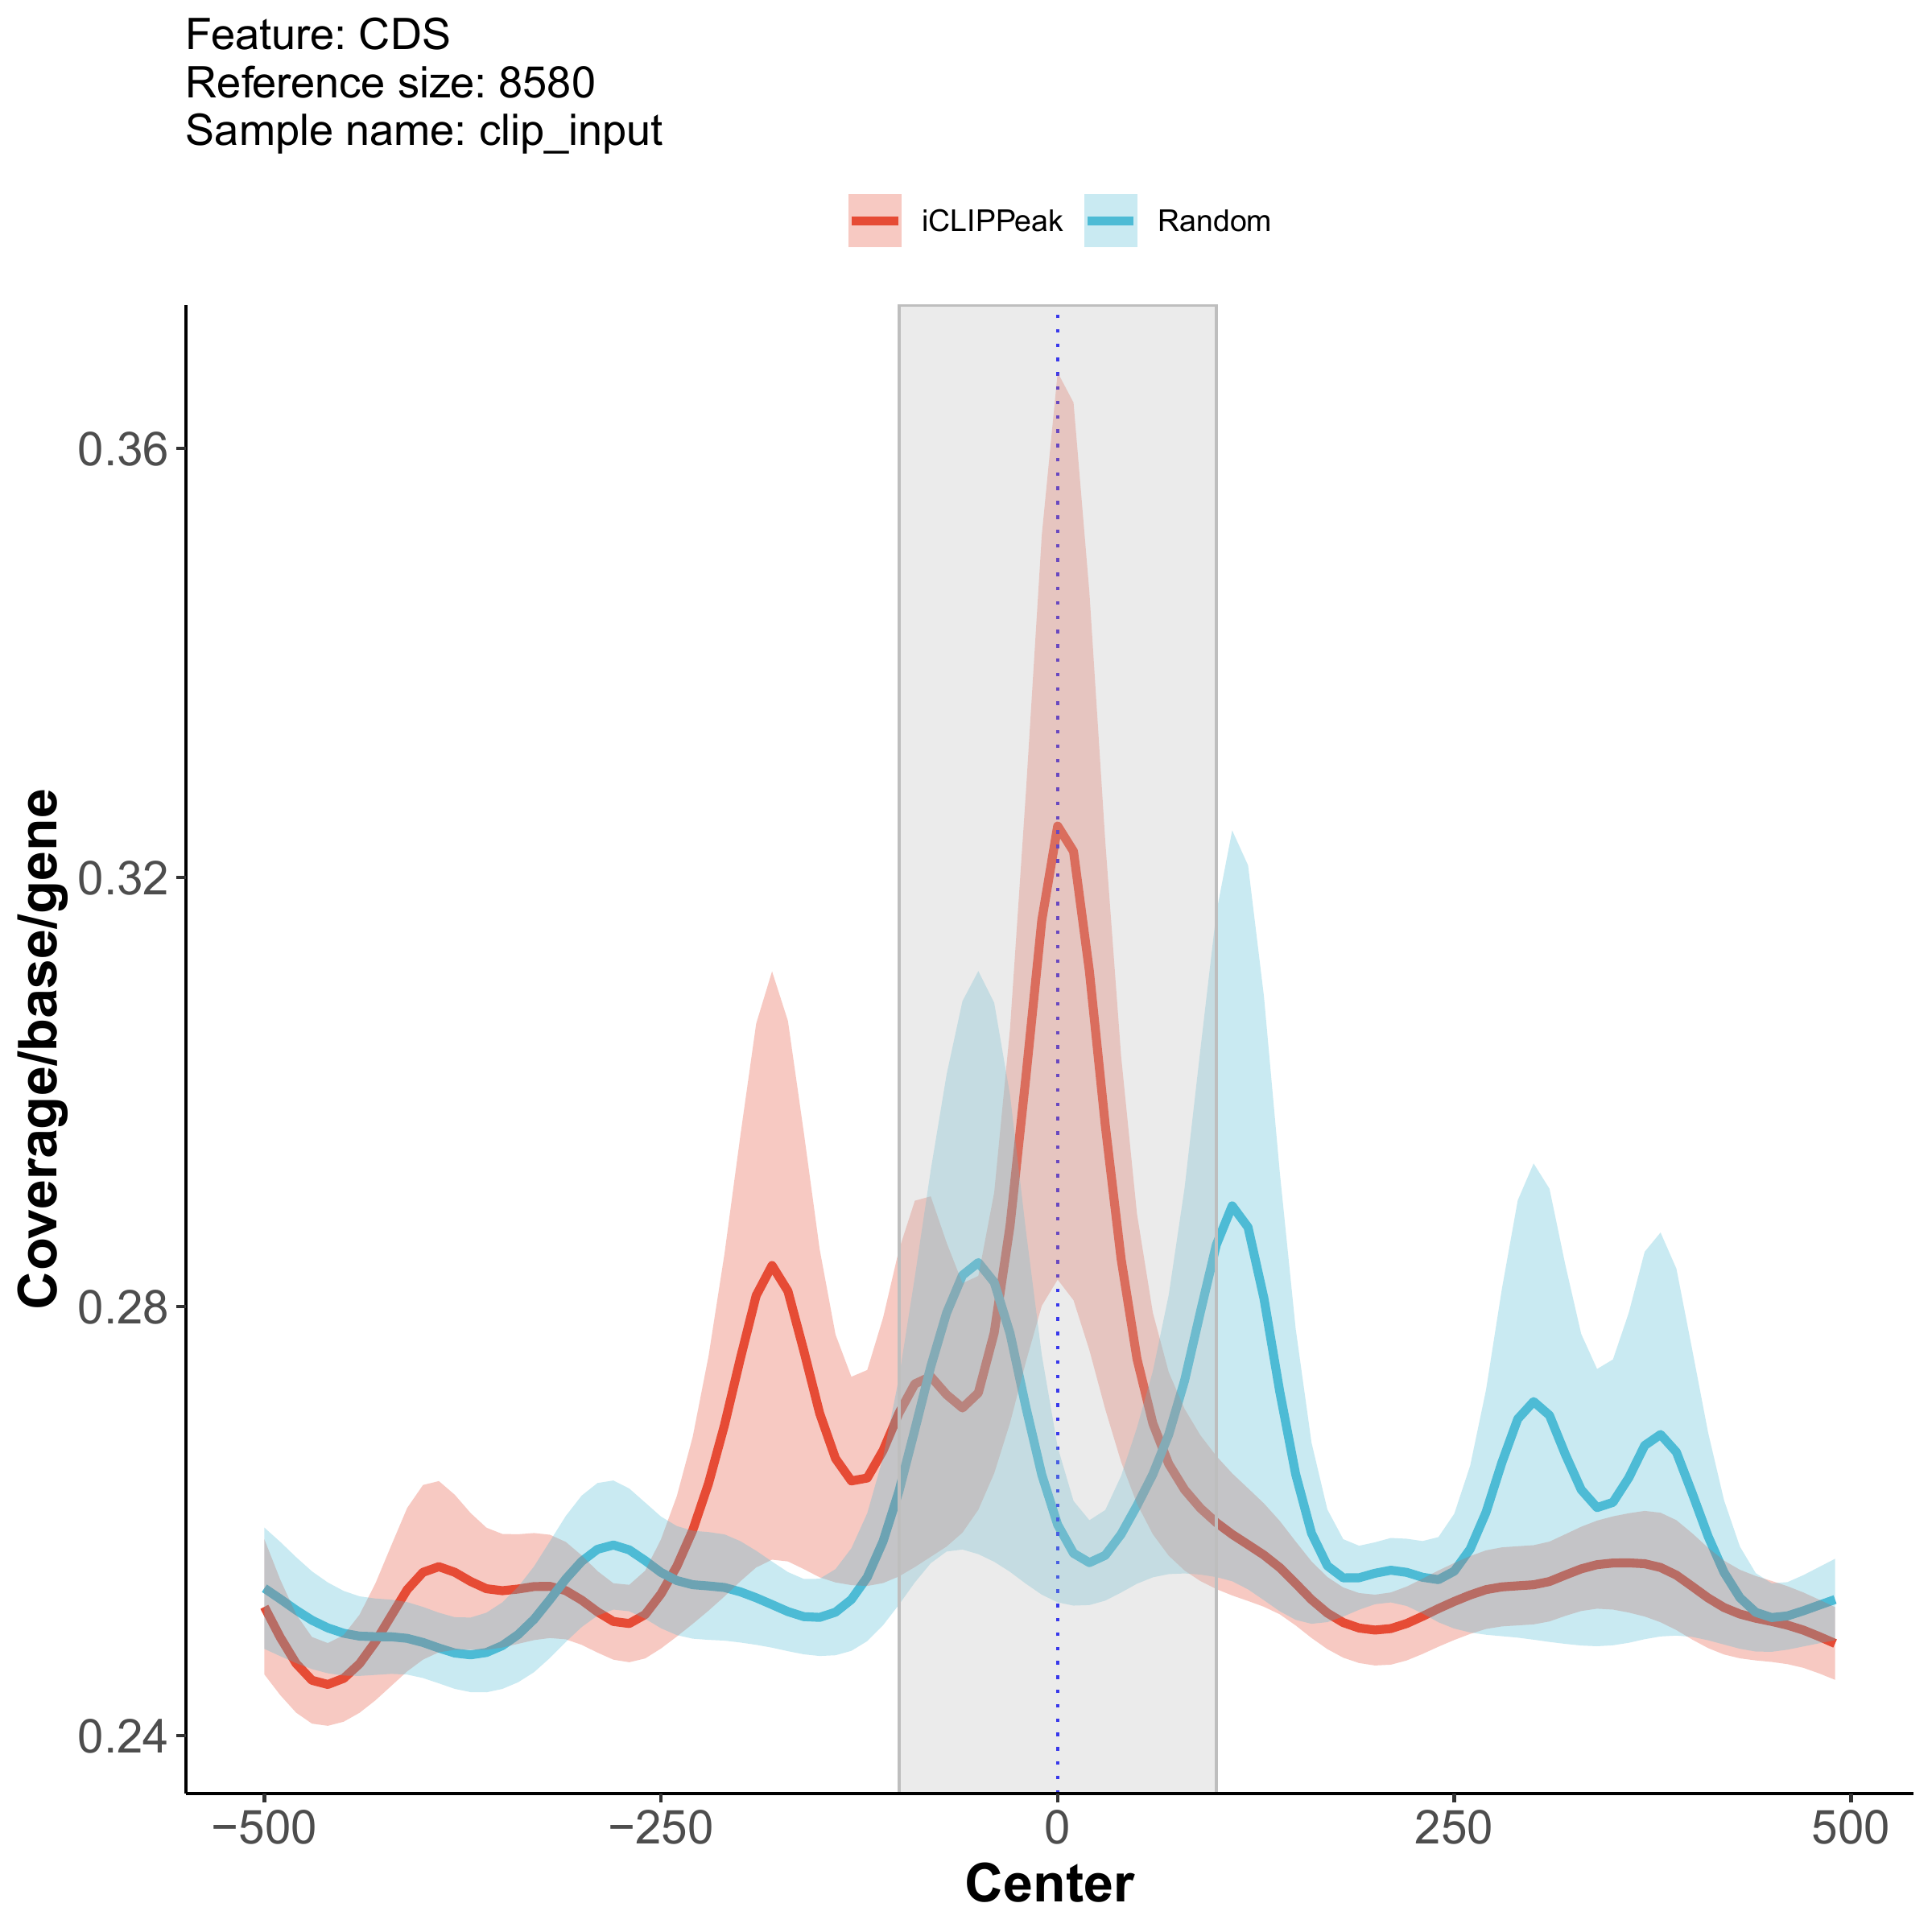 Feature: CDS
Reference size: 8580
Sample name: clip_input
iCLIPPeak Random
Coverage/base/gene
0.36
0.32
0.28
0.24
−500 −250 0 250 500
Center